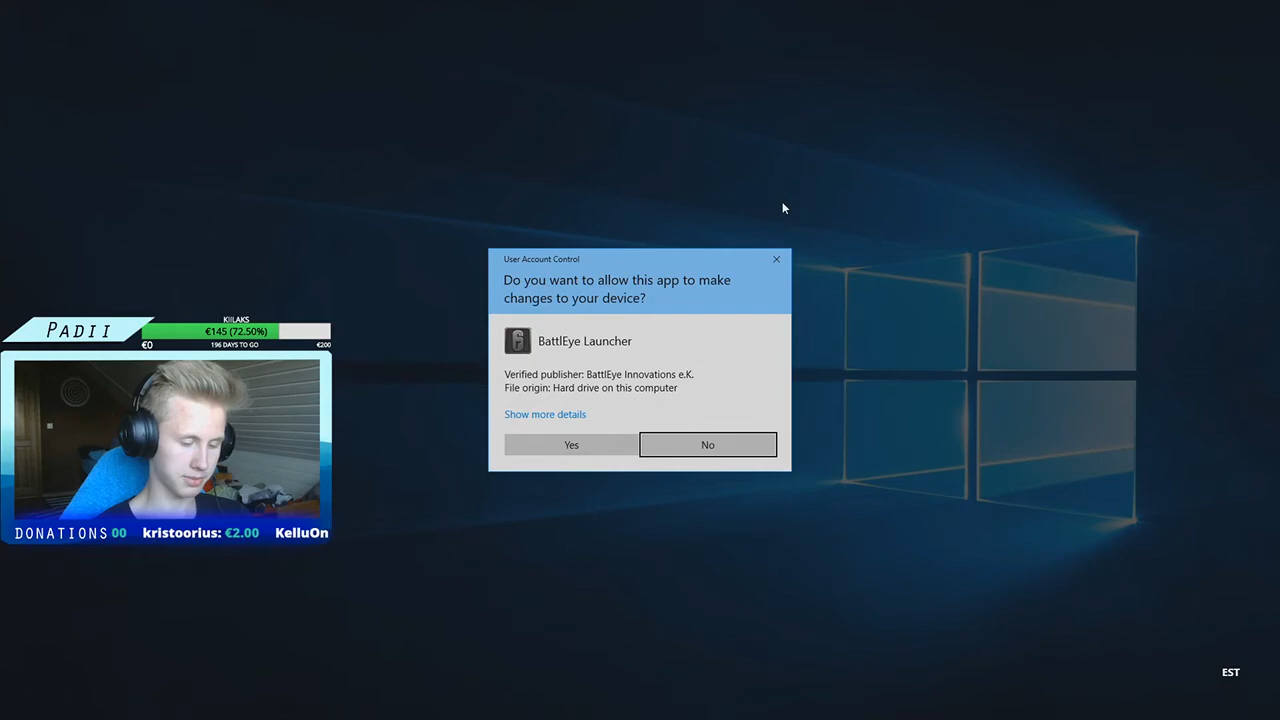 User Account Control
Do you want to allow this app to make
changes to your device?
BattlEye Launcher
Verified publisher: BattlEye Innovations e.K.
File origin: Hard drive on this computer
Show more details
Yes
No
PADII
KIILAKS
€145 (72.50%)
€0
196 DAYS TO GO
€200
DONATIONS 00 kristoorius: €2.00 KelluOn
EST